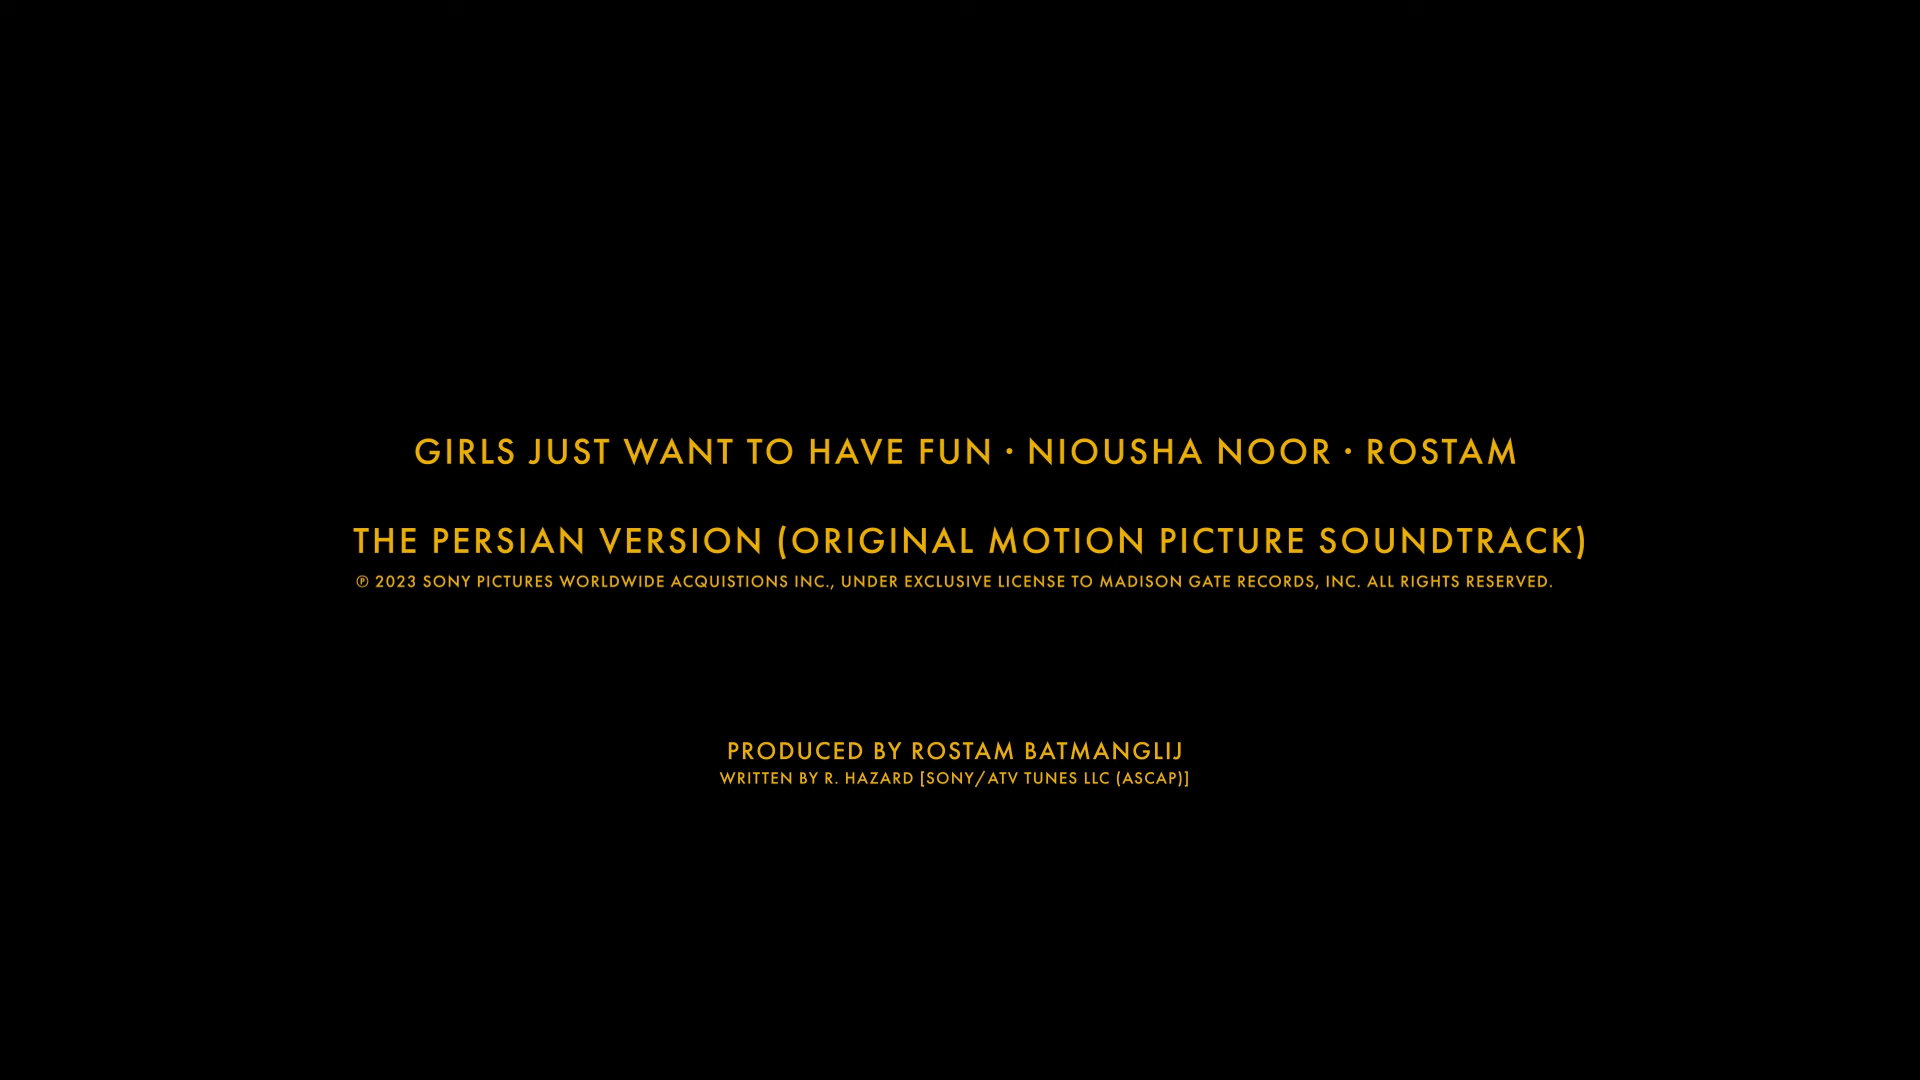 GIRLS JUST WANT TO HAVE FUN · NIOUSHA NOOR · ROSTAM
THE PERSIAN VERSION (ORIGINAL MOTION PICTURE SOUNDTRACK)
℗ 2023 SONY PICTURES WORLDWIDE ACQUISTIONS INC., UNDER EXCLUSIVE LICENSE TO MADISON GATE RECORDS, INC. ALL RIGHTS RESERVED.
PRODUCED BY ROSTAM BATMANGLIJ
WRITTEN BY R. HAZARD [SONY/ATV TUNES LLC (ASCAP)]